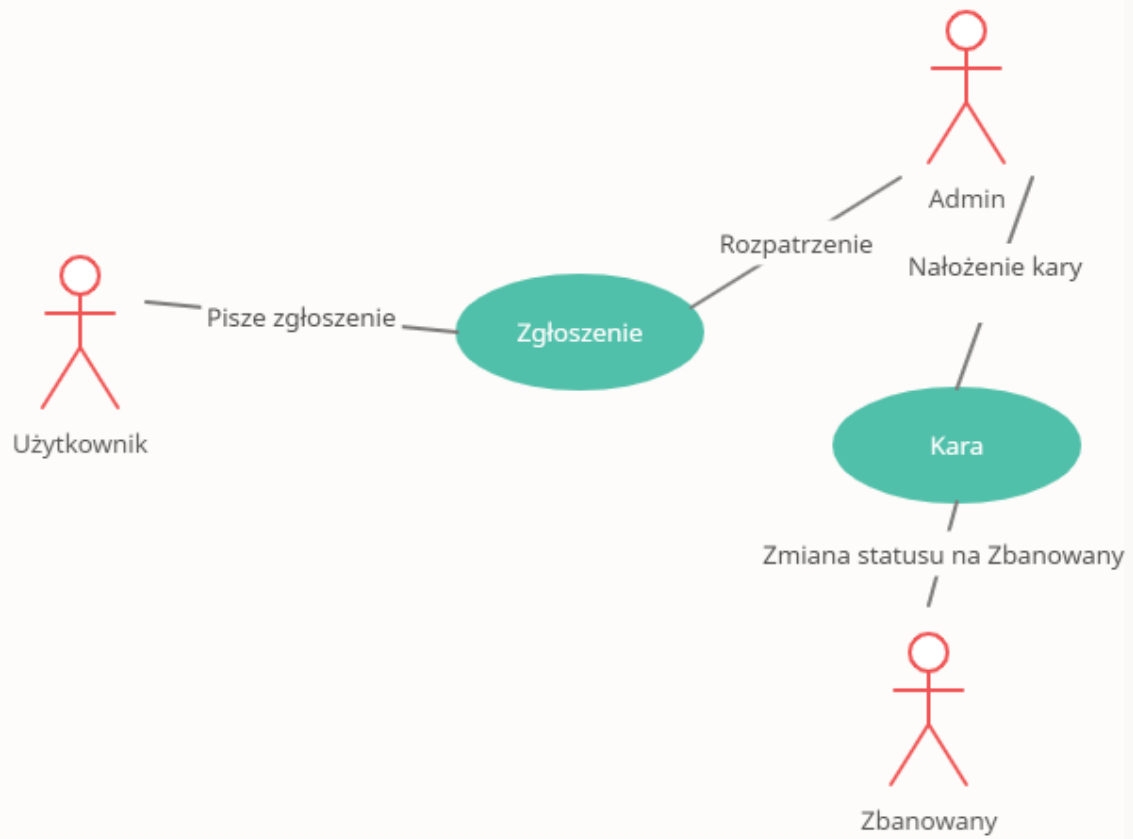 Admin
Rozpatrzenie
Nałożenie kary
Pisze zgłoszenie
Zgłoszenie
Użytkownik
Kara
Zmiana statusu na Zbanowany
Zbanowany